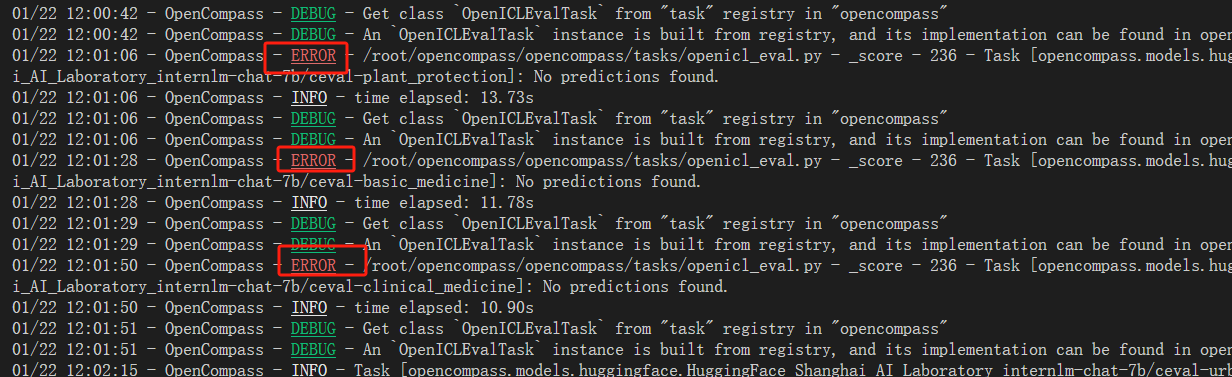 01/22 12:00:42 - OpenCompass - DEBUG - Get class `OpenICLEvalTask` from "task" registry in "opencompass"
01/22 12:00:42 - OpenCompass - DEBUG - An `OpenICLEvalTask` instance is built from registry, and its implementation can be found in open
01/22 12:01:06 - OpenCompass - ERROR - /root/opencompass/opencompass/tasks/openicl_eval.py - _score - 236 - Task [opencompass.models.hug
i_AI_Laboratory_internlm-chat-7b/ceval-plant_protection]: No predictions found.
01/22 12:01:06 - OpenCompass - INFO - time elapsed: 13.73s
01/22 12:01:06 - OpenCompass - DEBUG - Get class `OpenICLEvalTask` from "task" registry in "opencompass"
01/22 12:01:06 - OpenCompass - DEBUG - An `OpenICLEvalTask` instance is built from registry, and its implementation can be found in open
01/22 12:01:28 - OpenCompass - ERROR - /root/opencompass/opencompass/tasks/openicl_eval.py - _score - 236 - Task [opencompass.models.hug
i_AI_Laboratory_internlm-chat-7b/ceval-basic_medicine]: No predictions found.
01/22 12:01:28 - OpenCompass - INFO - time elapsed: 11.78s
01/22 12:01:29 - OpenCompass - DEBUG - Get class `OpenICLEvalTask` from "task" registry in "opencompass"
01/22 12:01:29 - OpenCompass - DEBUG - An `OpenICLEvalTask` instance is built from registry, and its implementation can be found in open
01/22 12:01:50 - OpenCompass - ERROR - /root/opencompass/opencompass/tasks/openicl_eval.py - _score - 236 - Task [opencompass.models.hug
i_AI_Laboratory_internlm-chat-7b/ceval-clinical_medicine]: No predictions found.
01/22 12:01:50 - OpenCompass - INFO - time elapsed: 10.90s
01/22 12:01:51 - OpenCompass - DEBUG - Get class `OpenICLEvalTask` from "task" registry in "opencompass"
01/22 12:01:51 - OpenCompass - DEBUG - An `OpenICLEvalTask` instance is built from registry, and its implementation can be found in open
01/22 12:02:15 - OpenCompass - INFO - Task [opencompass.models.huggingface.HuggingFace_Shanghai_AI_Laboratory_internlm-chat-7b/ceval-urb